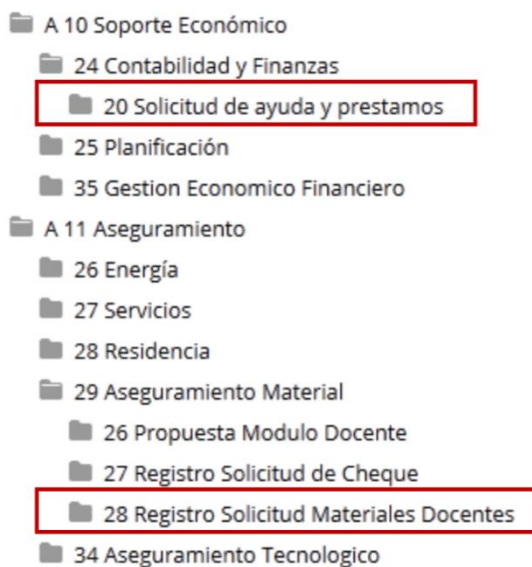 A 10 Soporte Económico
24 Contabilidad y Finanzas
20 Solicitud de ayuda y prestamos
25 Planificación
35 Gestion Economico Financiero
A 11 Aseguramiento
26 Energía
27 Servicios
28 Residencia
29 Aseguramiento Material
26 Propuesta Modulo Docente
27 Registro Solicitud de Cheque
28 Registro Solicitud Materiales Docentes
34 Aseguramiento Tecnologico